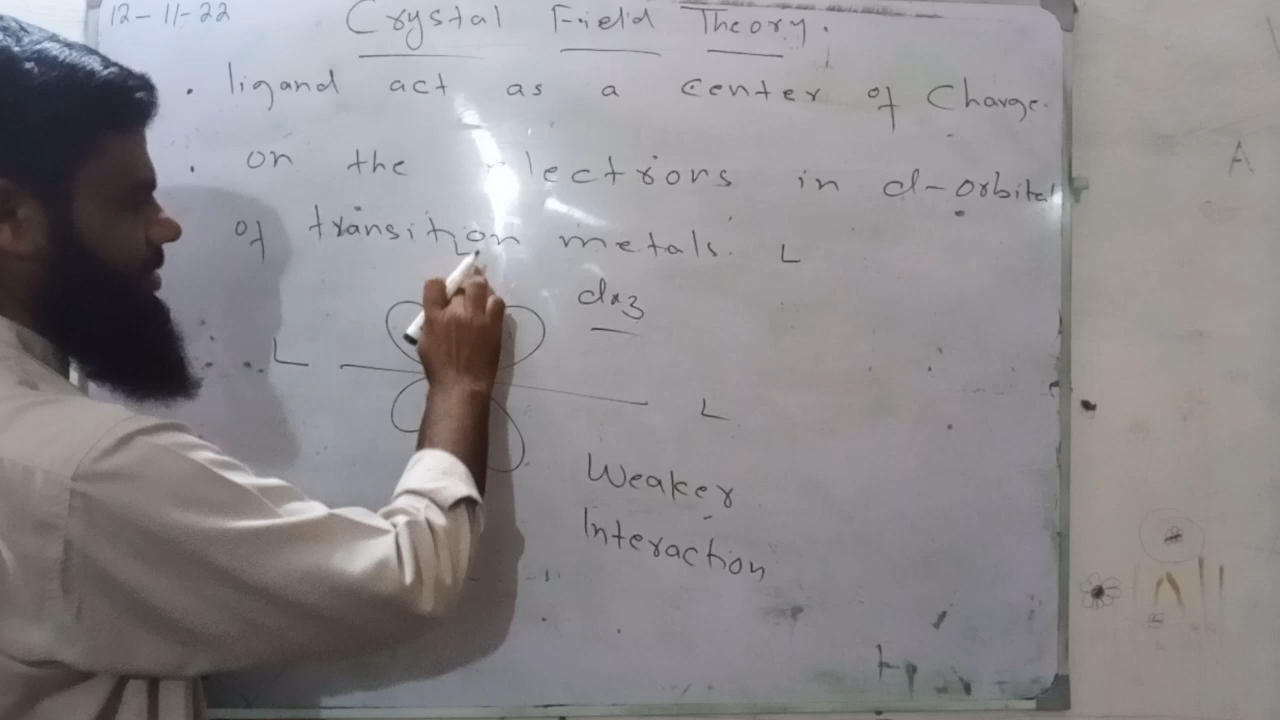 12-11-22
Crystal Field Theory.
. ligand act as a center of Charge.
. on the electrons in d-orbital
of transition metals. L
L
dxz
L
L
Weaker
Interaction
A